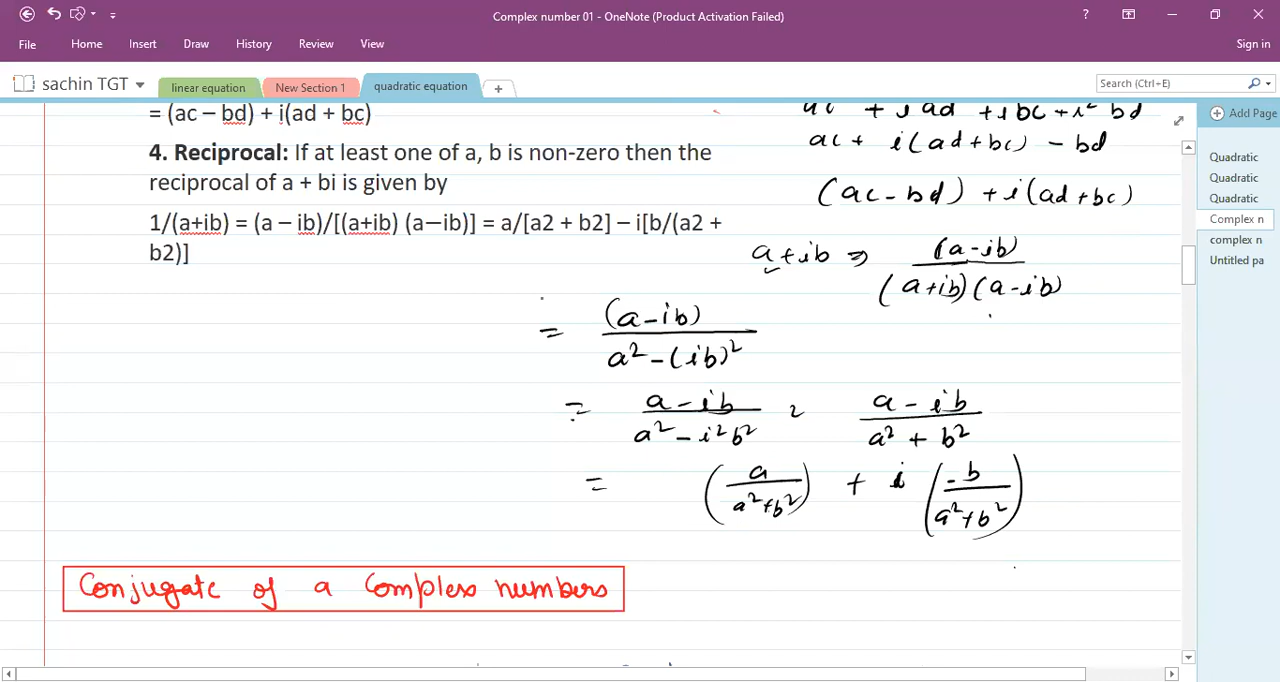 Complex number 01 - OneNote (Product Activation Failed)
?
File Home Insert Draw History Review View
Sign in
sachin TGT
linear equation
New Section 1
quadratic equation
+
Search (Ctrl+E)
Add Page
Quadratic
Quadratic
Quadratic
Complex n
complex n
Untitled pa
= (ac – bd) + i(ad + bc)
4. Reciprocal: If at least one of a, b is non-zero then the
reciprocal of a + bi is given by
1/(a+ib) = (a – ib)/[(a+ib) (a−ib)] = a/[a2 + b2] – i[b/(a2 +
b2)]
ac + i ad + i bc + i² bd
ac + i(ad+bc) - bd
(ac-bd) + i(ad+bc)
a+ib ⇒ (a-ib) / (a+ib)(a-ib)
= (a-ib) / a²-(ib)²
= a-ib / a²-i²b² = a-ib / a²+b²
= (a / a²+b²) + i (-b / a²+b²)
Conjugate of a Complex numbers